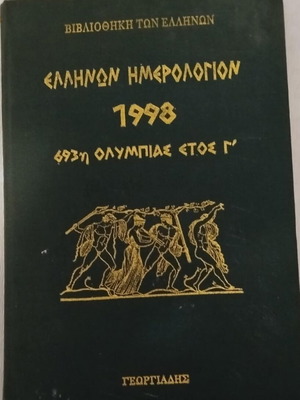 ΒΙΒΛΙΟΘΗΚΗ ΤΩΝ ΕΛΛΗΝΩΝ
ΕΛΛΗΝΩΝ ΗΜΕΡΟΛΟΓΙΟΝ
1998
693η ΟΛΥΜΠΙΑΣ ΕΤΟΣ Γ'
ΓΕΩΡΓΙΑΔΗΣ